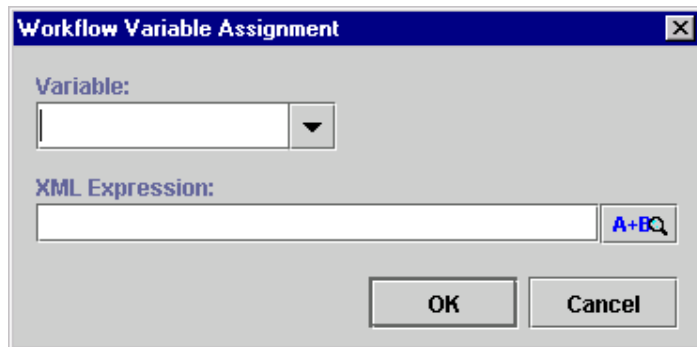 Workflow Variable Assignment
Variable:
XML Expression:
A+B
OK
Cancel